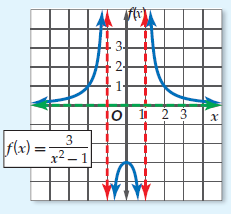 f(x)
3
2
1
O 1 2 3 x
f(x) = 3/(x² − 1)